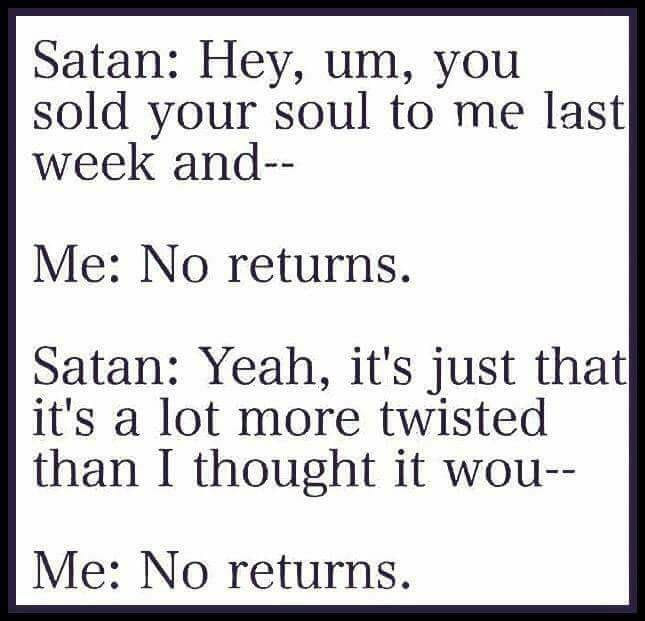 Satan: Hey, um, you
sold your soul to me last
week and--
Me: No returns.
Satan: Yeah, it's just that
it's a lot more twisted
than I thought it wou--
Me: No returns.